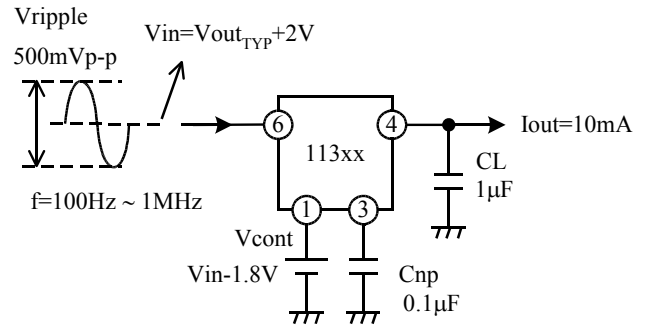 Vripple
500mVp-p
Vin=VoutTYP+2V
f=100Hz ~ 1MHz
6
4
113xx
1
3
Iout=10mA
CL
1μF
Vcont
Vin-1.8V
Cnp
0.1μF